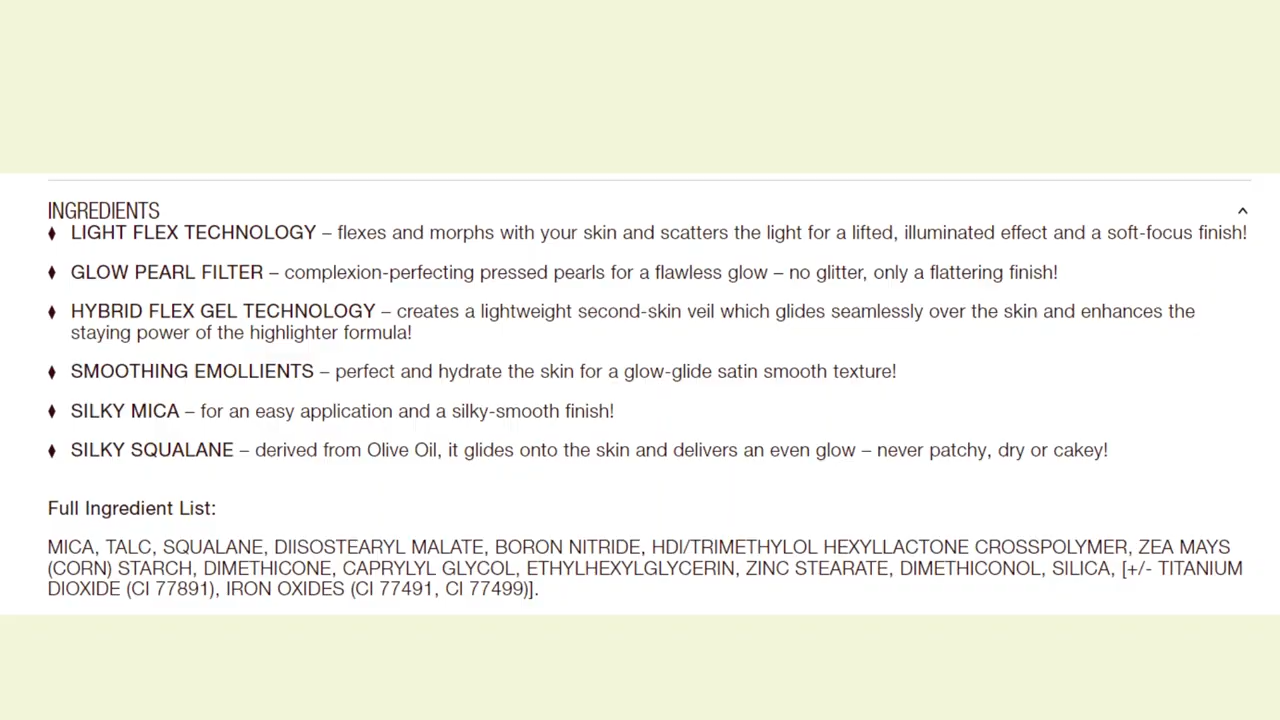 INGREDIENTS
♦ LIGHT FLEX TECHNOLOGY – flexes and morphs with your skin and scatters the light for a lifted, illuminated effect and a soft-focus finish!
♦ GLOW PEARL FILTER – complexion-perfecting pressed pearls for a flawless glow – no glitter, only a flattering finish!
♦ HYBRID FLEX GEL TECHNOLOGY – creates a lightweight second-skin veil which glides seamlessly over the skin and enhances the
staying power of the highlighter formula!
♦ SMOOTHING EMOLLIENTS – perfect and hydrate the skin for a glow-glide satin smooth texture!
♦ SILKY MICA – for an easy application and a silky-smooth finish!
♦ SILKY SQUALANE – derived from Olive Oil, it glides onto the skin and delivers an even glow – never patchy, dry or cakey!
Full Ingredient List:
MICA, TALC, SQUALANE, DIISOSTEARYL MALATE, BORON NITRIDE, HDI/TRIMETHYLOL HEXYLLACTONE CROSSPOLYMER, ZEA MAYS
(CORN) STARCH, DIMETHICONE, CAPRYLYL GLYCOL, ETHYLHEXYLGLYCERIN, ZINC STEARATE, DIMETHICONOL, SILICA, [+/- TITANIUM
DIOXIDE (CI 77891), IRON OXIDES (CI 77491, CI 77499)].